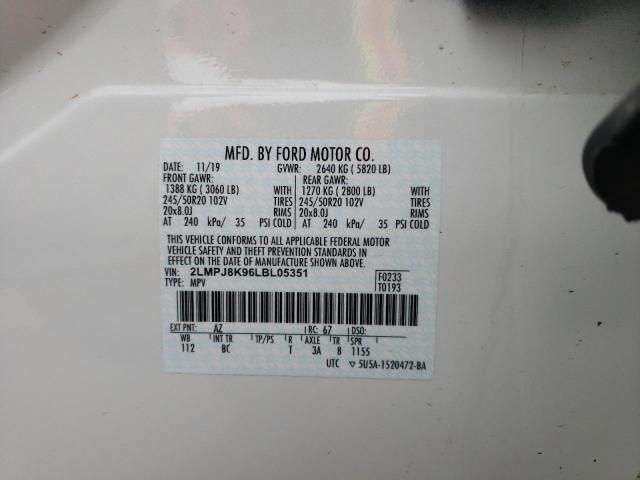 MFD. BY FORD MOTOR CO.
DATE: 11/19 GVWR: 2640 KG ( 5820 LB)
FRONT GAWR: REAR GAWR:
1388 KG ( 3060 LB) WITH 1270 KG ( 2800 LB) WITH
245/50R20 102V TIRES 245/50R20 102V TIRES
20x8.0J RIMS 20x8.0J RIMS
AT 240 kPa/ 35 PSI COLD AT 240 kPa/ 35 PSI COLD
THIS VEHICLE CONFORMS TO ALL APPLICABLE FEDERAL MOTOR
VEHICLE SAFETY AND THEFT PREVENTION STANDARDS IN
EFFECT ON THE DATE OF MANUFACTURE SHOWN ABOVE.
VIN: 2LMPJ8K96LBL05351 F0233
TYPE: MPV T0193
EXT PNT: AZ RC: 67 DSO:
WB INT TR TP/PS R AXLE TR SPR
112 BC T 3A 8 1155
UTC ▽ 5U5A-1520472-BA